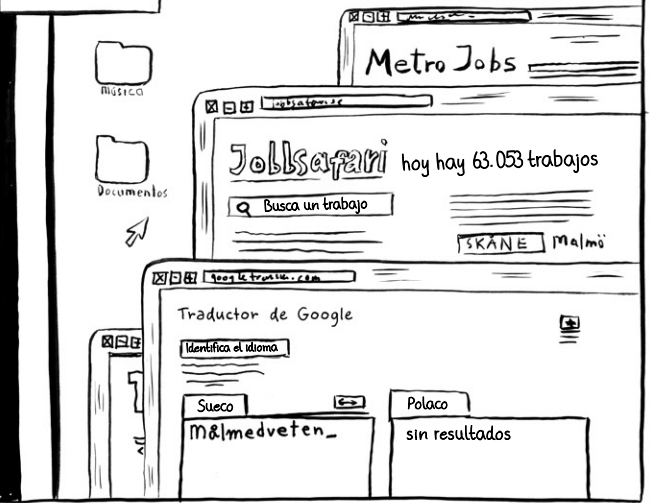 música
Documentos
Metro Jobs
Jobbsafari hoy hay 63.053 trabajos
Busca un trabajo
SKÅNE Malmö
Traductor de Google
Identifica el idioma
Sueco
Polaco
målmedveten_
sin resultados